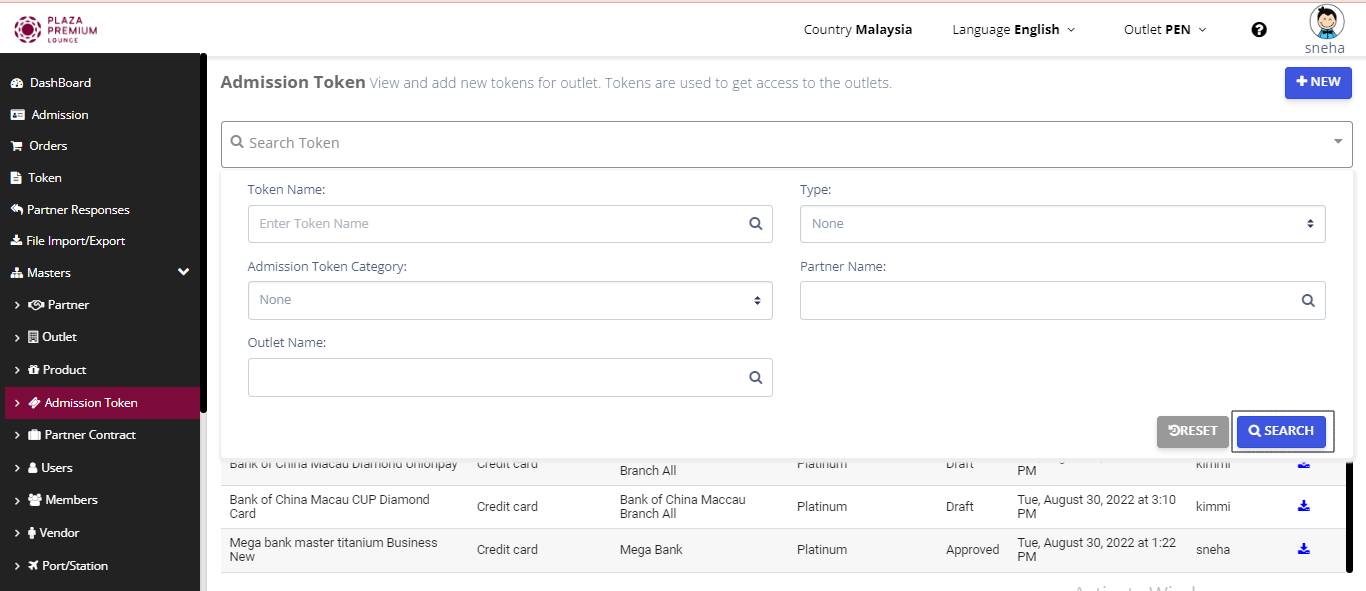 PLAZA
PREMIUM
LOUNGE
Country Malaysia
Language English
Outlet PEN
sneha
DashBoard
Admission
Orders
Token
Partner Responses
File Import/Export
Masters
Partner
Outlet
Product
Admission Token
Partner Contract
Users
Members
Vendor
Port/Station
Admission Token View and add new tokens for outlet. Tokens are used to get access to the outlets.
NEW
Search Token
Token Name:
Type:
Enter Token Name
None
Admission Token Category:
Partner Name:
None
Outlet Name:
RESET
SEARCH
Bank of China Macau Diamond Unionpay
Credit card
Branch All
Platinum
Draft
PM
kimmi
Bank of China Macau CUP Diamond
Card
Credit card
Bank of China Maccau
Branch All
Platinum
Draft
Tue, August 30, 2022 at 3:10
PM
kimmi
Mega bank master titanium Business
New
Credit card
Mega Bank
Platinum
Approved
Tue, August 30, 2022 at 1:22
PM
sneha